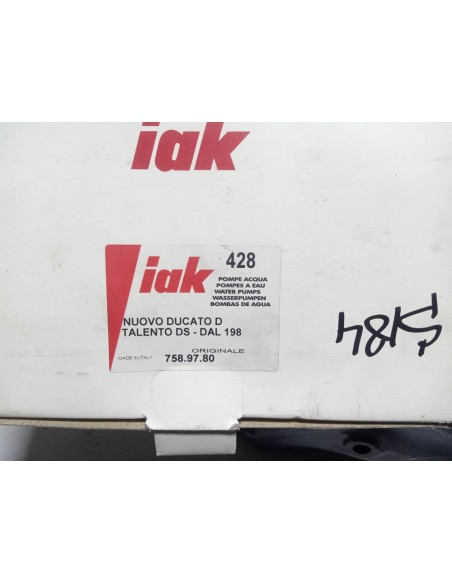 iak
iak 428
POMPE ACQUA
POMPES A EAU
WATER PUMPS
WASSERPUMPEN
BOMBAS DE AGUA
NUOVO DUCATO D
TALENTO DS - DAL 198
ORIGINALE
MADE IN ITALY 758.97.80